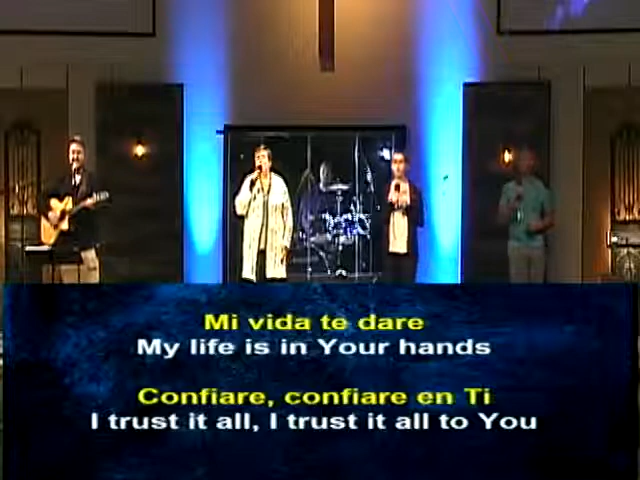 Mi vida te dare
My life is in Your hands
Confiare, confiare en Ti
I trust it all, I trust it all to You